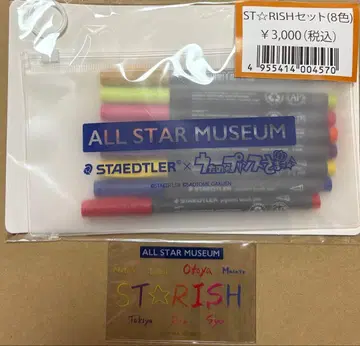 ST☆RISHセット(8色)
¥3,000(税込)
4 955414 004570
ALL STAR MUSEUM
STAEDTLER × うたの☆プリンスさまっ♪
STAEDTLER
ALL STAR MUSEUM
Otoya Masato
ST☆RISH
Tokiya Ren Syo